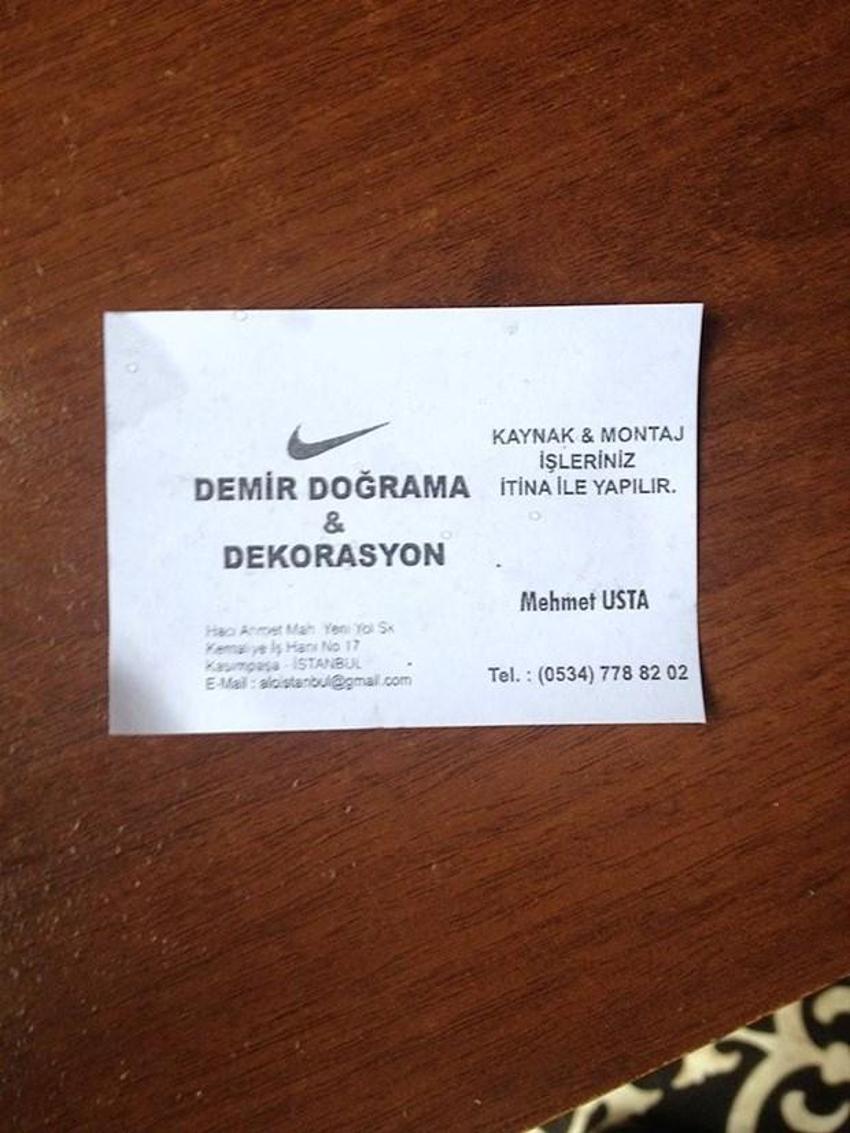 DEMİR DOĞRAMA
&
DEKORASYON
Hacı Ahmet Mah. Yeni Yol Sk
Kemaliye İş Hanı No 17
Kasımpaşa - İSTANBUL
E-Mail : aloistanbul@gmail.com
KAYNAK & MONTAJ
İŞLERİNİZ
İTİNA İLE YAPILIR.
Mehmet USTA
Tel. : (0534) 778 82 02